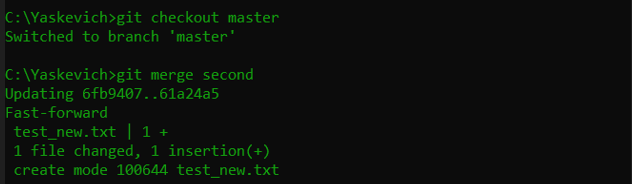 C:\Yaskevich>git checkout master
Switched to branch 'master'
C:\Yaskevich>git merge second
Updating 6fb9407..61a24a5
Fast-forward
test_new.txt | 1 +
1 file changed, 1 insertion(+)
create mode 100644 test_new.txt